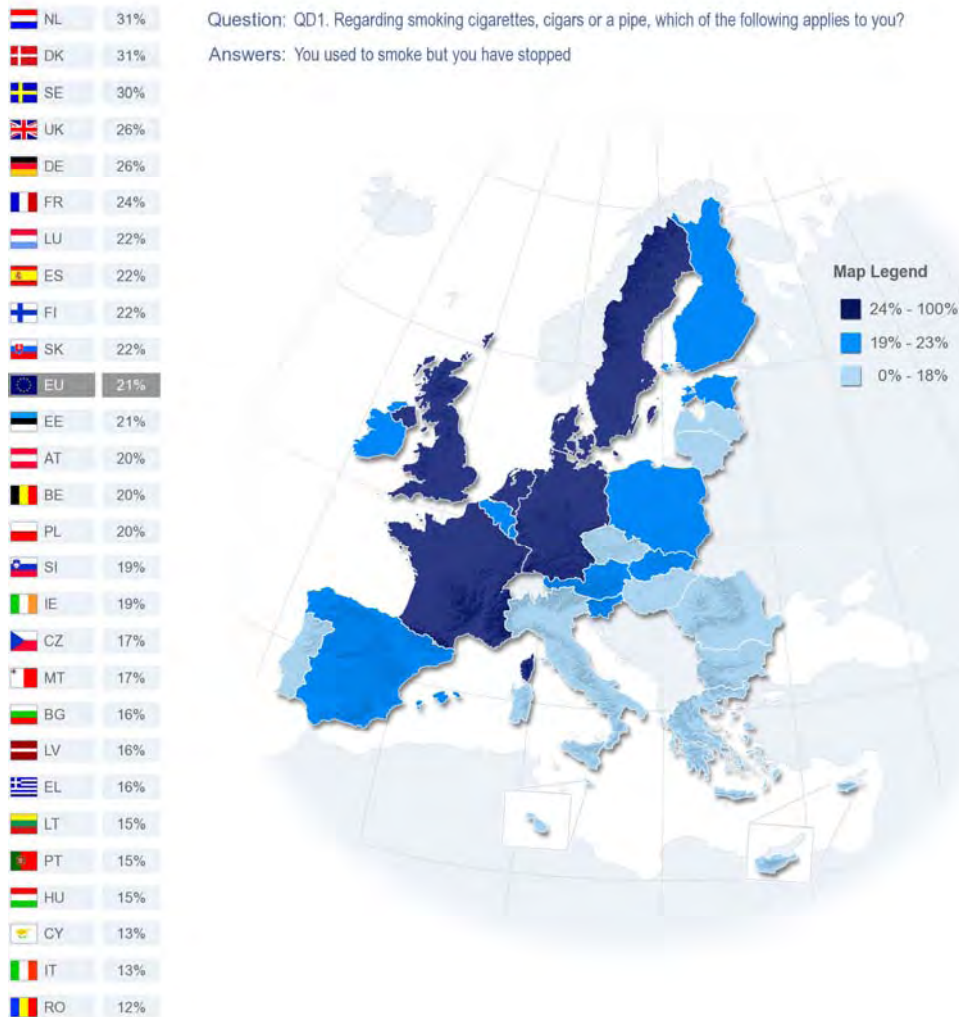 Question: QD1. Regarding smoking cigarettes, cigars or a pipe, which of the following applies to you?
Answers: You used to smoke but you have stopped
NL 31%
DK 31%
SE 30%
UK 26%
DE 26%
FR 24%
LU 22%
ES 22%
FI 22%
SK 22%
EU 21%
EE 21%
AT 20%
BE 20%
PL 20%
SI 19%
IE 19%
CZ 17%
MT 17%
BG 16%
LV 16%
EL 16%
LT 15%
PT 15%
HU 15%
CY 13%
IT 13%
RO 12%
Map Legend
24% - 100%
19% - 23%
0% - 18%